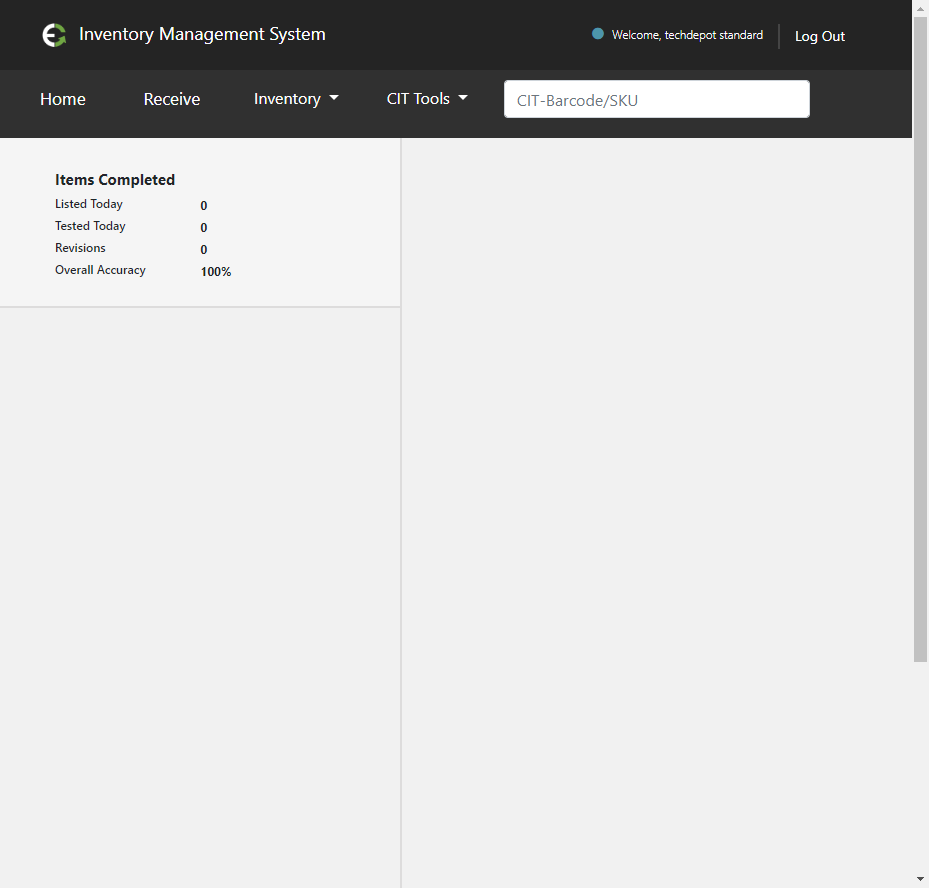 Inventory Management System
Welcome, techdepot standard
Log Out
Home
Receive
Inventory
CIT Tools
CIT-Barcode/SKU
Items Completed
Listed Today 0
Tested Today 0
Revisions 0
Overall Accuracy 100%